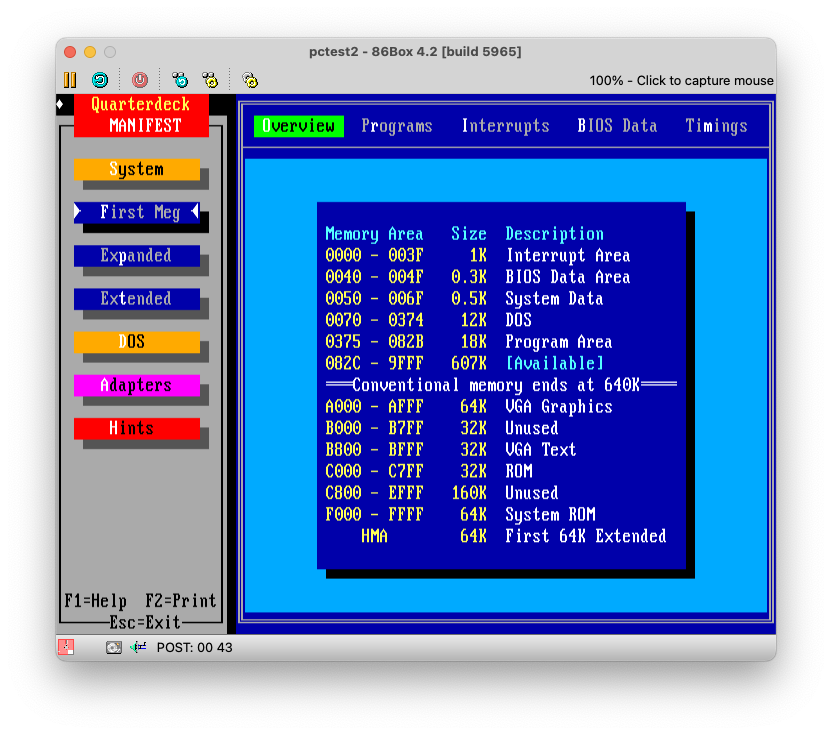 pctest2 - 86Box 4.2 [build 5965]
100% - Click to capture mouse
Quarterdeck
MANIFEST
System
First Meg
Expanded
Extended
DOS
Adapters
Hints
F1=Help F2=Print
Esc=Exit
Overview Programs Interrupts BIOS Data Timings
Memory Area Size Description
0000 - 003F 1K Interrupt Area
0040 - 004F 0.3K BIOS Data Area
0050 - 006F 0.5K System Data
0070 - 0374 12K DOS
0375 - 082B 18K Program Area
082C - 9FFF 607K [Available]
═══Conventional memory ends at 640K════
A000 - AFFF 64K VGA Graphics
B000 - B7FF 32K Unused
B800 - BFFF 32K VGA Text
C000 - C7FF 32K ROM
C800 - EFFF 160K Unused
F000 - FFFF 64K System ROM
HMA 64K First 64K Extended
POST: 00 43